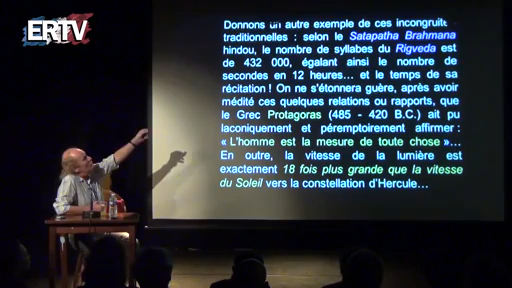 ERTV
Donnons un autre exemple de ces incongruités
traditionnelles : selon le Satapatha Brahmana
hindou, le nombre de syllabes du Rigveda est
de 432 000, égalant ainsi le nombre de
secondes en 12 heures… et le temps de sa
récitation ! On ne s'étonnera guère, après avoir
médité ces quelques relations ou rapports, que
le Grec Protagoras (485 - 420 B.C.) ait pu
laconiquement et péremptoirement affirmer :
« L'homme est la mesure de toute chose »…
En outre, la vitesse de la lumière est
exactement 18 fois plus grande que la vitesse
du Soleil vers la constellation d'Hercule…